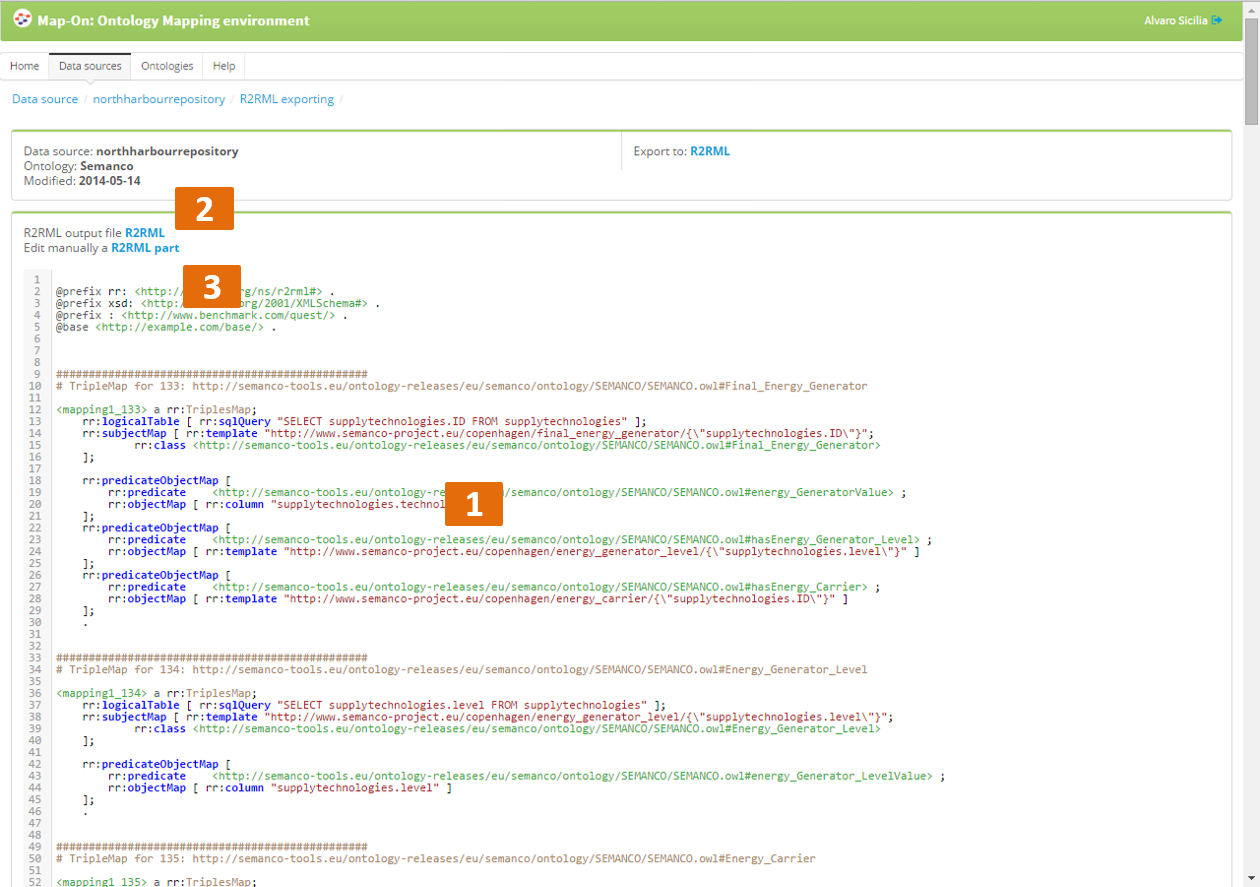 Map-On: Ontology Mapping environment
Alvaro Sicilia
Home Data sources Ontologies Help
Data source / northharbourrepository / R2RML exporting /
Data source: northharbourrepository
Ontology: Semanco
Modified: 2014-05-14
Export to: R2RML
2
R2RML output file R2RML
Edit manually a R2RML part
3
1
2 @prefix rr: <http:// rg/ns/r2rml#> .
3 @prefix xsd: <http: org/2001/XMLSchema#> .
4 @prefix : <http://www.benchmark.com/quest/> .
5 @base <http://example.com/base/> .
6
7
8
9 ################################################
10 # TripleMap for 133: http://semanco-tools.eu/ontology-releases/eu/semanco/ontology/SEMANCO/SEMANCO.owl#Final_Energy_Generator
11
12 <mapping1_133> a rr:TriplesMap;
13 rr:logicalTable [ rr:sqlQuery "SELECT supplytechnologies.ID FROM supplytechnologies" ];
14 rr:subjectMap [ rr:template "http://www.semanco-project.eu/copenhagen/final_energy_generator/{\"supplytechnologies.ID\"}";
15 rr:class <http://semanco-tools.eu/ontology-releases/eu/semanco/ontology/SEMANCO/SEMANCO.owl#Final_Energy_Generator>
16 ];
17
18 rr:predicateObjectMap [
19 rr:predicate <http://semanco-tools.eu/ontology-re /semanco/ontology/SEMANCO/SEMANCO.owl#energy_GeneratorValue> ;
20 rr:objectMap [ rr:column "supplytechnologies.technol
1
21 ];
22 rr:predicateObjectMap [
23 rr:predicate <http://semanco-tools.eu/ontology-releases/eu/semanco/ontology/SEMANCO/SEMANCO.owl#hasEnergy_Generator_Level> ;
24 rr:objectMap [ rr:template "http://www.semanco-project.eu/copenhagen/energy_generator_level/{\"supplytechnologies.level\"}" ]
25 ];
26 rr:predicateObjectMap [
27 rr:predicate <http://semanco-tools.eu/ontology-releases/eu/semanco/ontology/SEMANCO/SEMANCO.owl#hasEnergy_Carrier> ;
28 rr:objectMap [ rr:template "http://www.semanco-project.eu/copenhagen/energy_carrier/{\"supplytechnologies.ID\"}" ]
29 ];
30 .
31
32
33 ################################################
34 # TripleMap for 134: http://semanco-tools.eu/ontology-releases/eu/semanco/ontology/SEMANCO/SEMANCO.owl#Energy_Generator_Level
35
36 <mapping1_134> a rr:TriplesMap;
37 rr:logicalTable [ rr:sqlQuery "SELECT supplytechnologies.level FROM supplytechnologies" ];
38 rr:subjectMap [ rr:template "http://www.semanco-project.eu/copenhagen/energy_generator_level/{\"supplytechnologies.level\"}";
39 rr:class <http://semanco-tools.eu/ontology-releases/eu/semanco/ontology/SEMANCO/SEMANCO.owl#Energy_Generator_Level>
40 ];
41
42 rr:predicateObjectMap [
43 rr:predicate <http://semanco-tools.eu/ontology-releases/eu/semanco/ontology/SEMANCO/SEMANCO.owl#energy_Generator_LevelValue> ;
44 rr:objectMap [ rr:column "supplytechnologies.level" ]
45 ];
46 .
47
48
49 ################################################
50 # TripleMap for 135: http://semanco-tools.eu/ontology-releases/eu/semanco/ontology/SEMANCO/SEMANCO.owl#Energy_Carrier
51
52 <mapping1_135> a rr:TriplesMap;